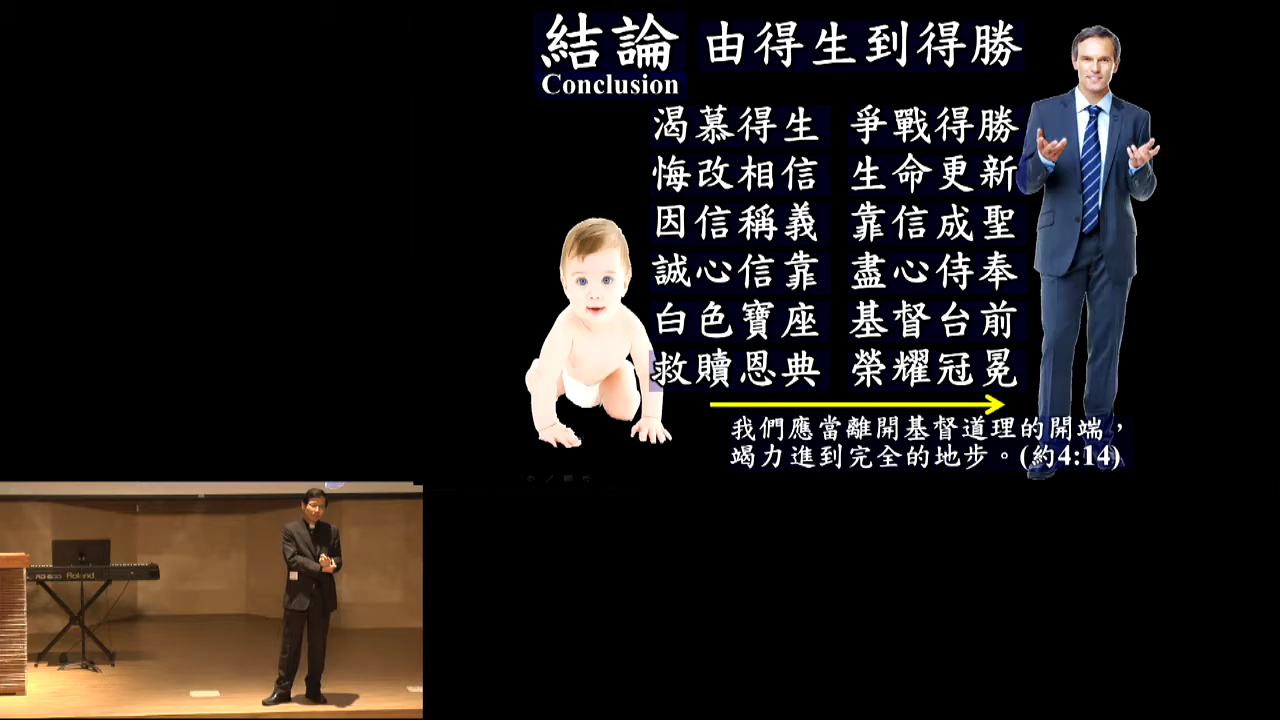 結論 由得生到得勝
Conclusion
渴慕得生 爭戰得勝
悔改相信 生命更新
因信稱義 靠信成聖
誠心信靠 盡心侍奉
白色寶座 基督台前
救贖恩典 榮耀冠冕
我們應當離開基督道理的開端，
竭力進到完全的地步。(約4:14)
Roland